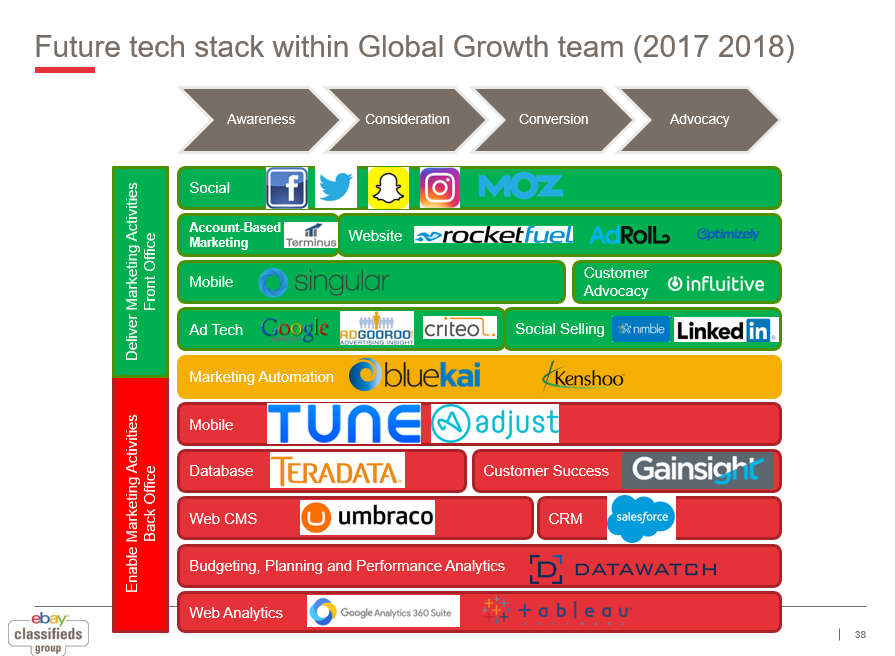 Future tech stack within Global Growth team (2017 2018)
Awareness
Consideration
Conversion
Advocacy
Deliver Marketing Activities
Front Office
Social
f
MOZ
Account-Based
Marketing
Terminus
Website
rocketfuel
AdRoll
Optimizely
Mobile
singular
Customer
Advocacy
influitive
Ad Tech
Google
ADGOOROO
ADVERTISING INSIGHT
criteol.
Social Selling
nimble
LinkedIn
Marketing Automation
bluekai
Kenshoo
Enable Marketing Activities
Back Office
Mobile
TUNE
adjust
Database
TERADATA
Customer Success
Gainsight
Web CMS
umbraco
CRM
salesforce
Budgeting, Planning and Performance Analytics
D DATAWATCH
Web Analytics
Google Analytics 360 Suite
tableau
ebay
classifieds
group
38